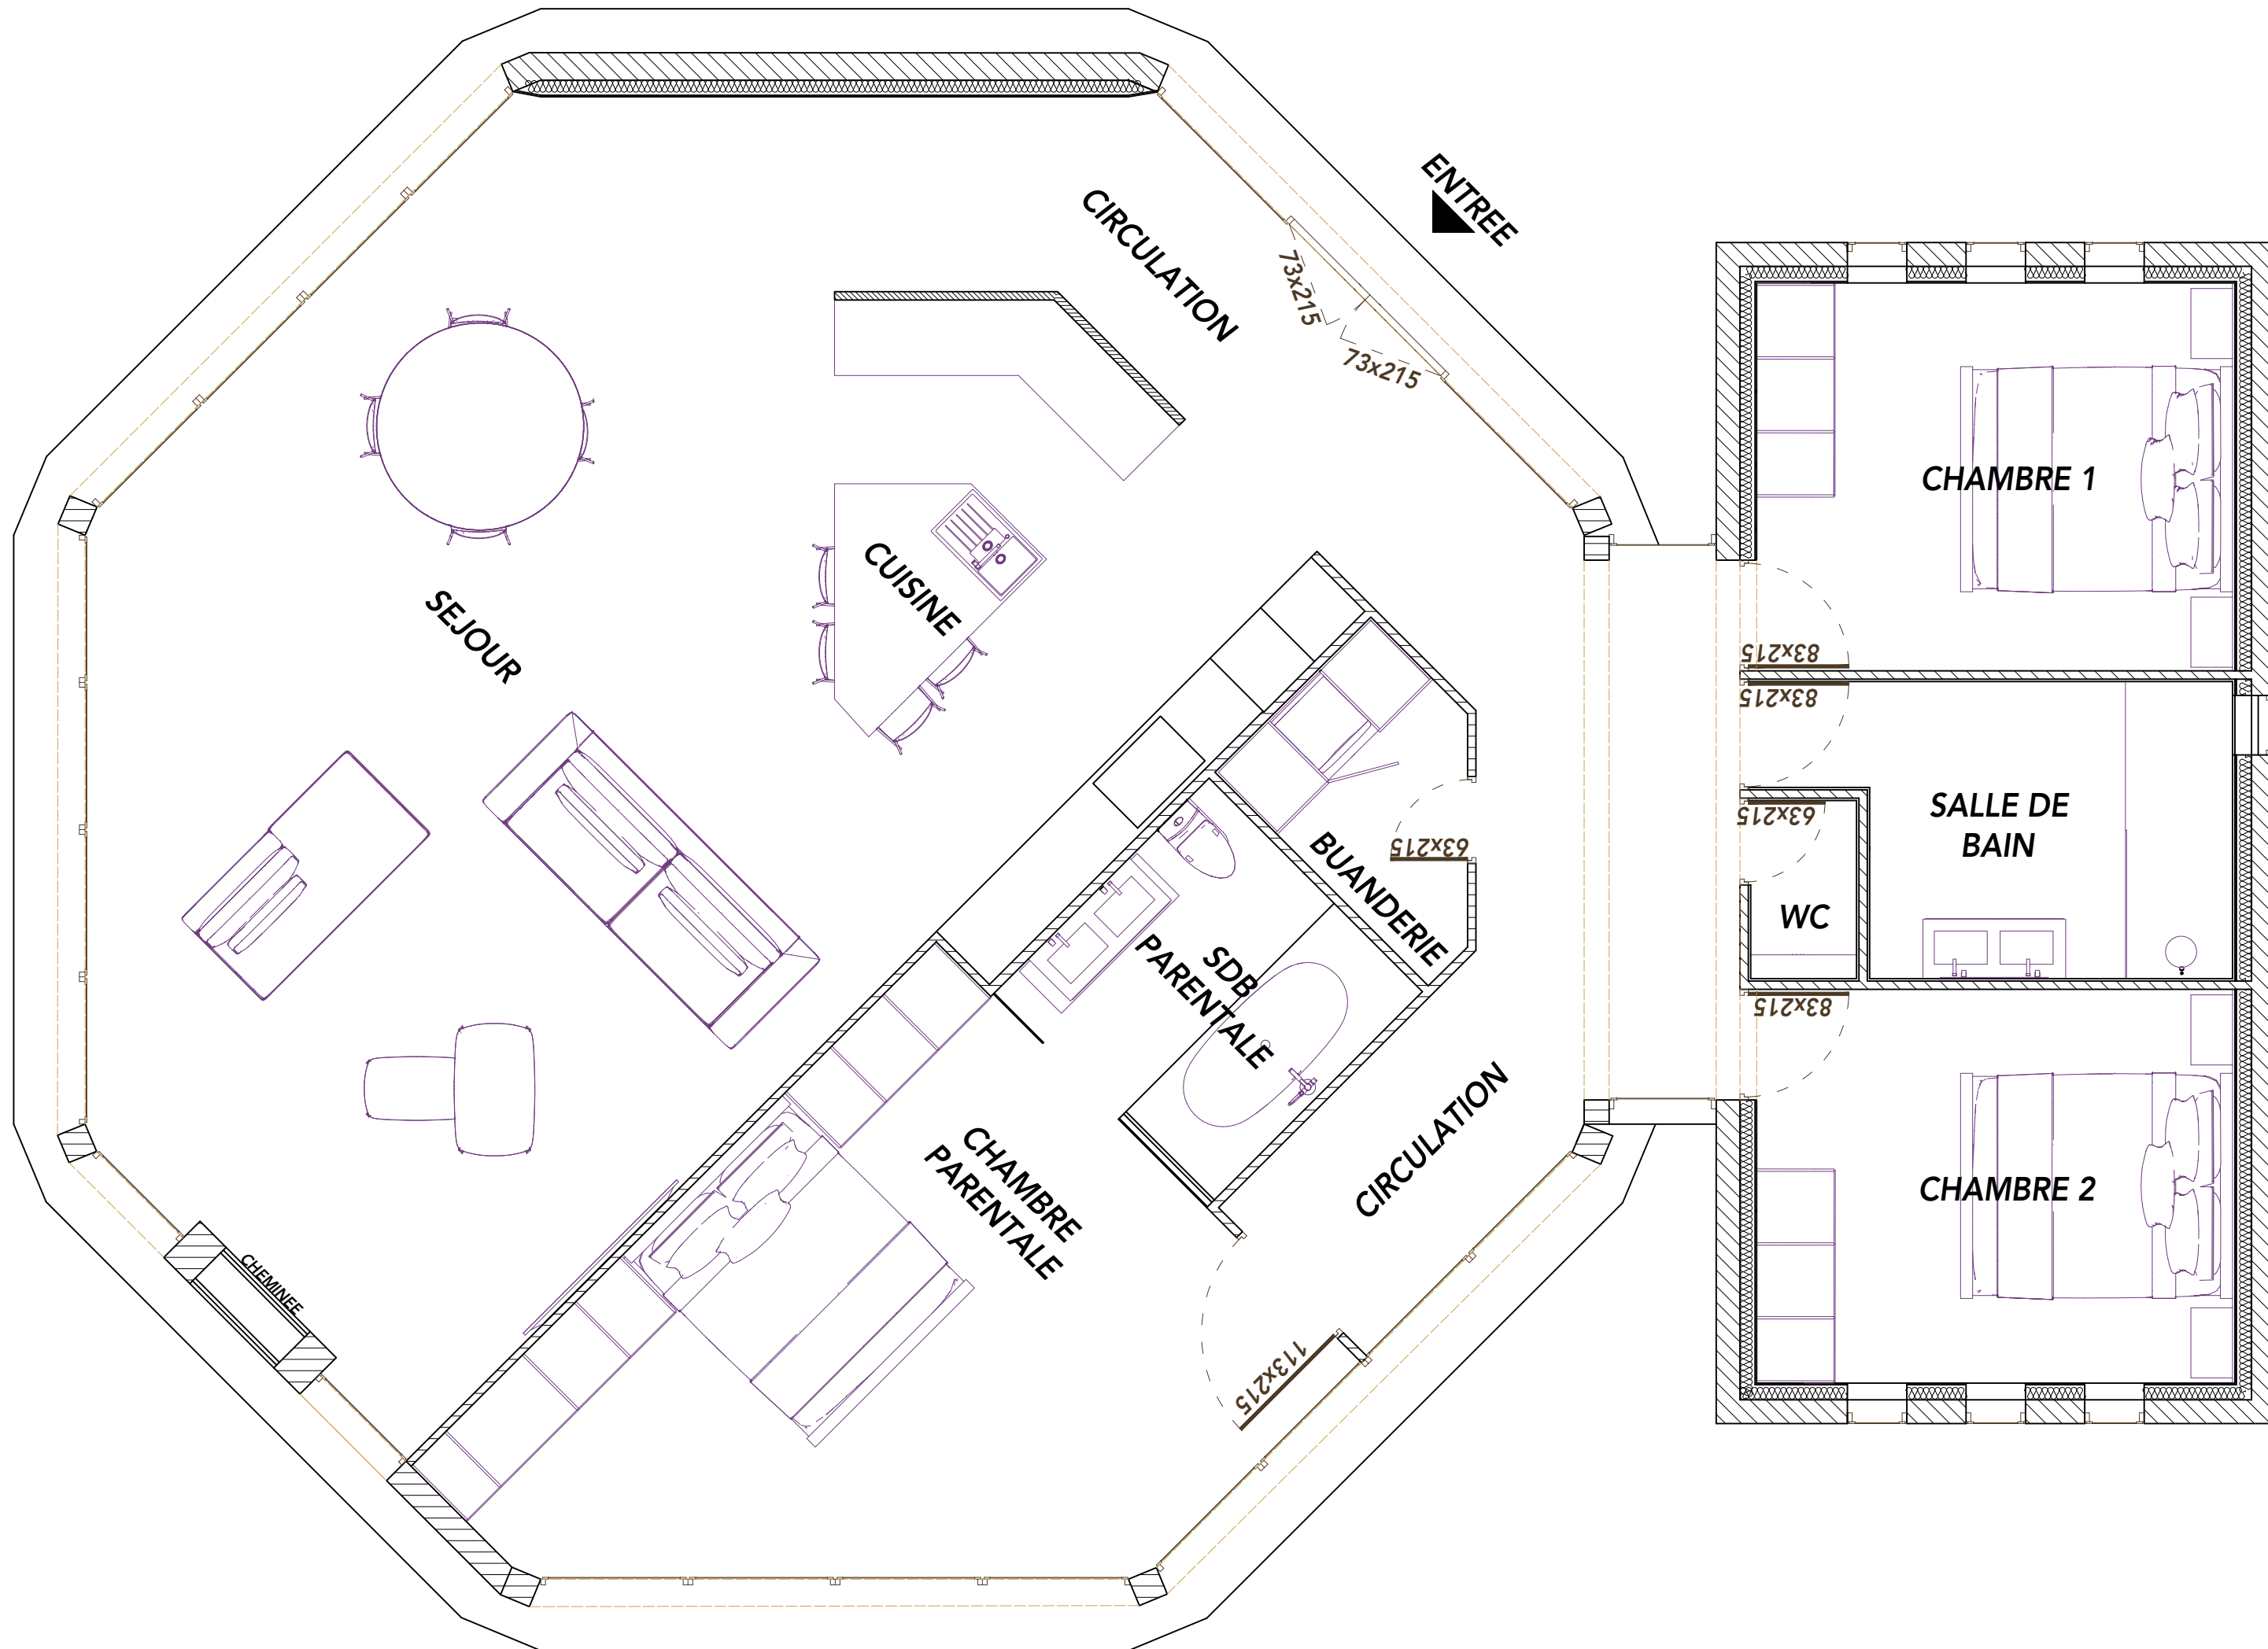 ENTREE
CIRCULATION
73x215
73x215
CHAMBRE 1
CUISINE
SEJOUR
83x215
83x215
SALLE DE
BAIN
63x215
63x215
BUANDERIE
WC
SDB
PARENTALE
83x215
CIRCULATION
CHAMBRE
PARENTALE
CHAMBRE 2
CHEMINEE
113x215